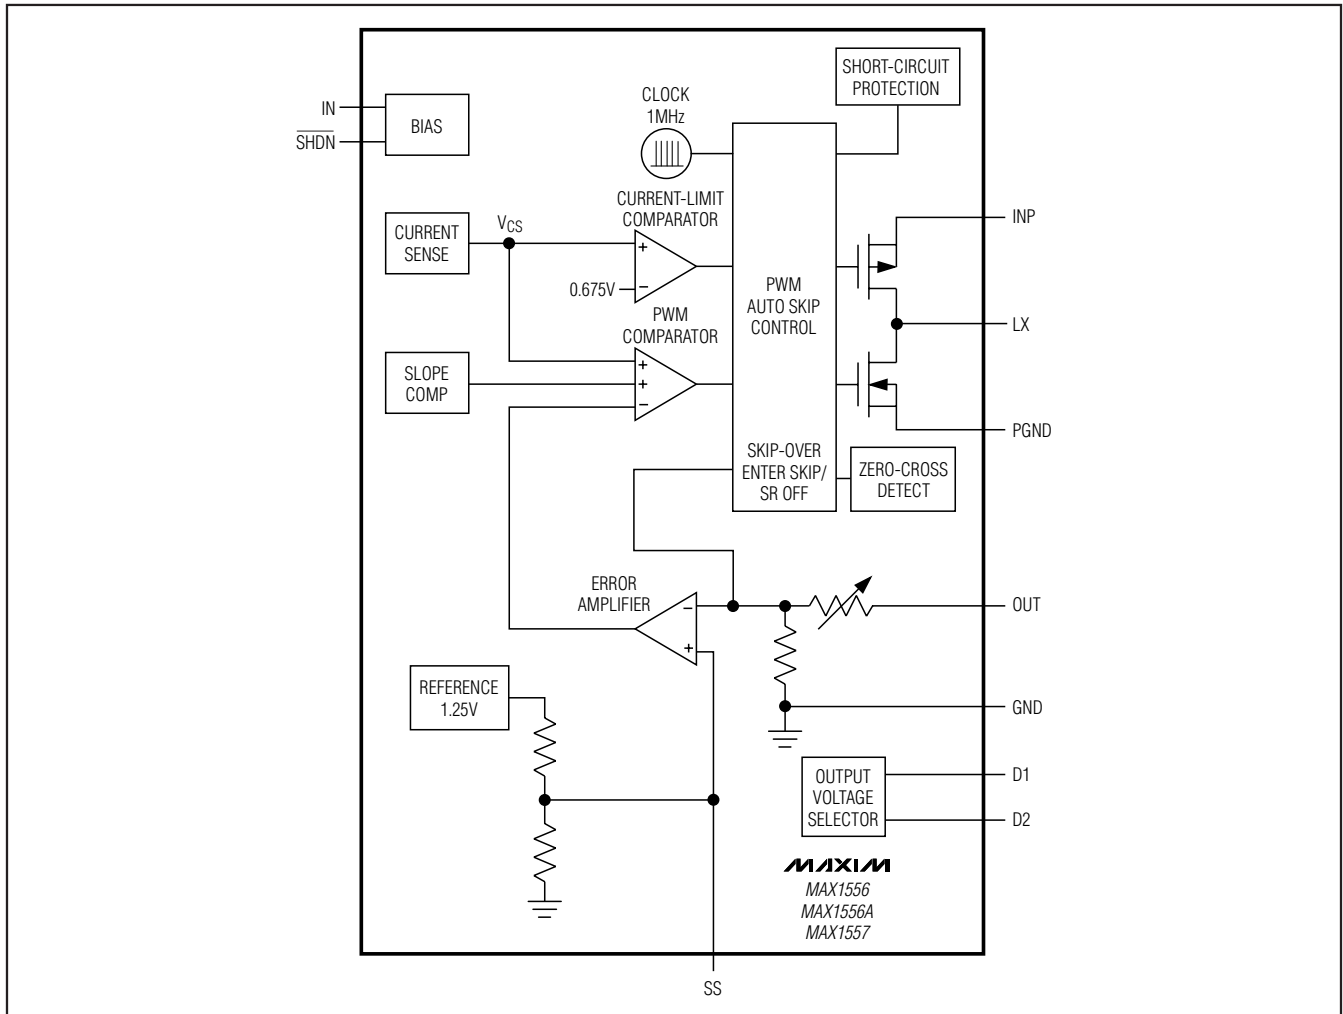 SHORT-CIRCUIT
PROTECTION
CLOCK
1MHz
IN
SHDN
BIAS
CURRENT-LIMIT
COMPARATOR
INP
CURRENT
SENSE
VCS
+
−
0.675V
PWM
AUTO SKIP
CONTROL
LX
PWM
COMPARATOR
+
+
−
SLOPE
COMP
PGND
SKIP-OVER
ENTER SKIP/
SR OFF
ZERO-CROSS
DETECT
ERROR
AMPLIFIER
−
+
OUT
REFERENCE
1.25V
GND
OUTPUT
VOLTAGE
SELECTOR
D1
D2
MAXIM
MAX1556
MAX1556A
MAX1557
SS